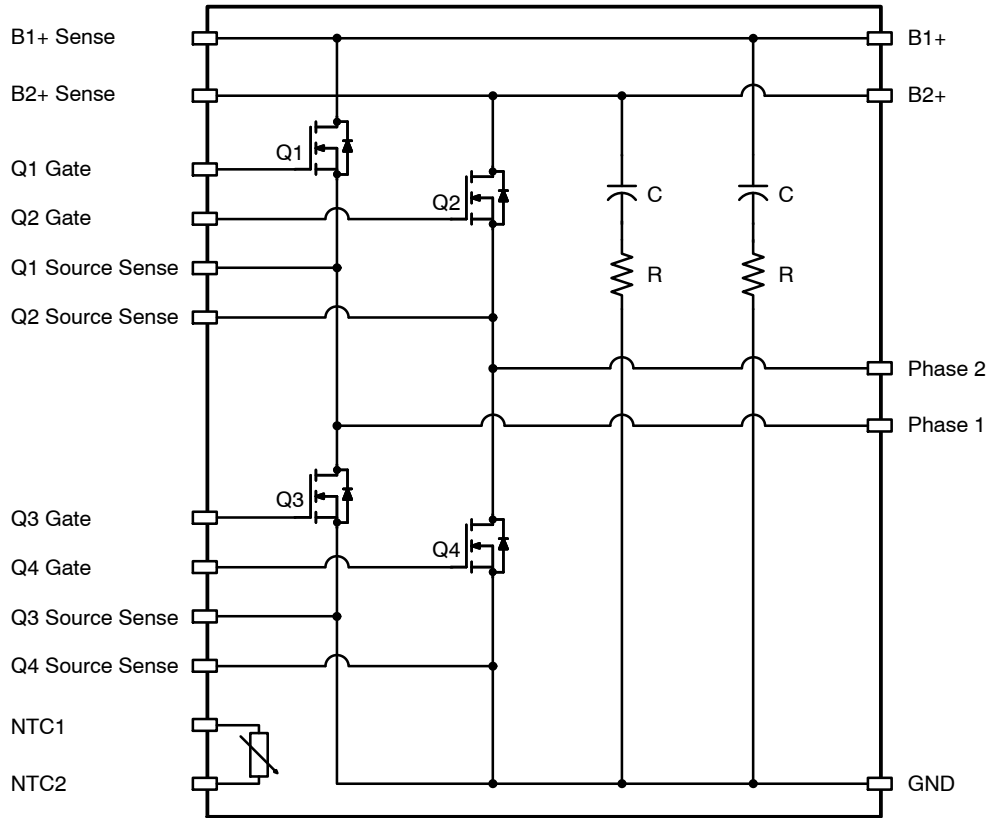 B1+ Sense
B1+
B2+ Sense
B2+
Q1
Q1 Gate
C
C
Q2
Q2 Gate
Q1 Source Sense
R
R
Q2 Source Sense
Phase 2
Phase 1
Q3
Q3 Gate
Q4
Q4 Gate
Q3 Source Sense
Q4 Source Sense
NTC1
NTC2
GND